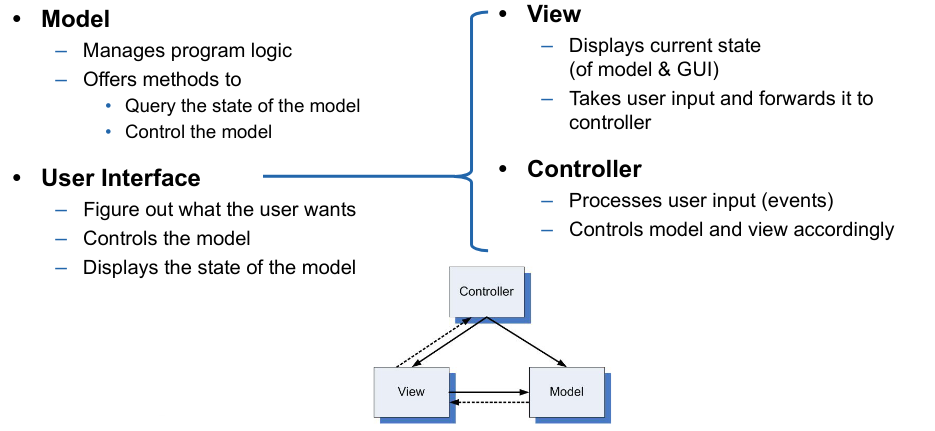 • Model
– Manages program logic
– Offers methods to
• Query the state of the model
• Control the model
• User Interface
– Figure out what the user wants
– Controls the model
– Displays the state of the model
• View
– Displays current state
(of model & GUI)
– Takes user input and forwards it to
controller
• Controller
– Processes user input (events)
– Controls model and view accordingly
Controller
View
Model